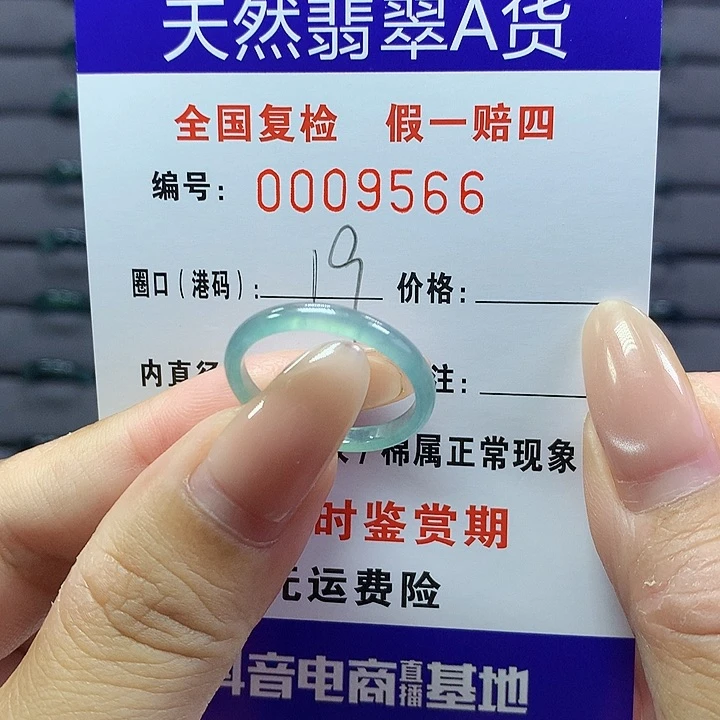 天然翡翠A货
全国复检 假一赔四
编号: 0009566
圈口(港码): 19 价格:
内直径 注:
/棉属正常现象
时鉴赏期
运费险
抖音电商直播基地